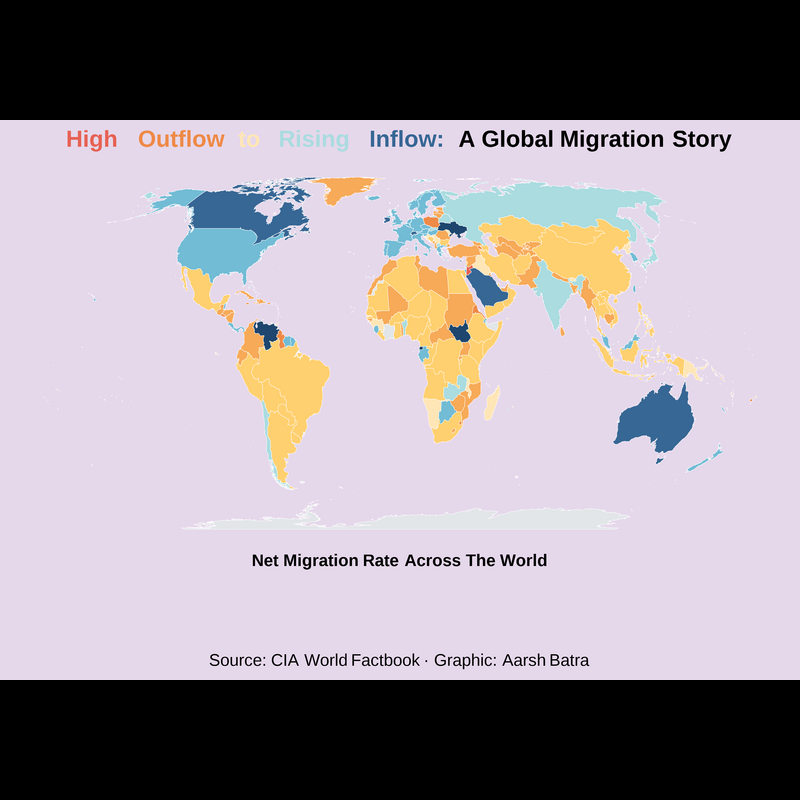 High Outflow to Rising Inflow: A Global Migration Story
Net Migration Rate Across The World
Source: CIA World Factbook · Graphic: Aarsh Batra